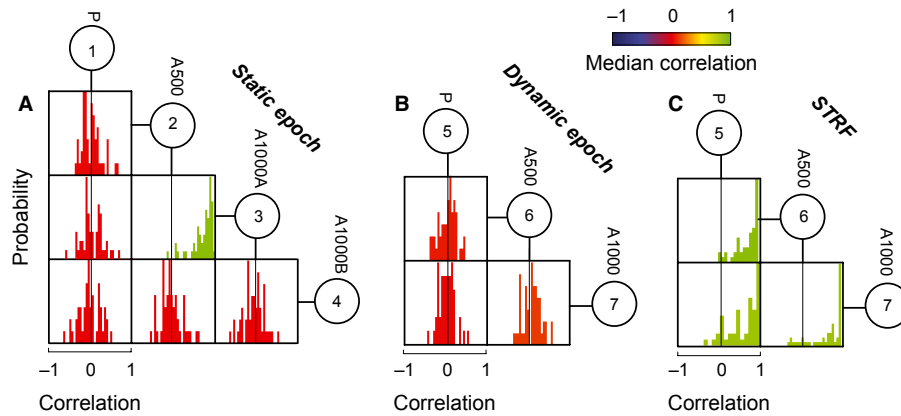 −1 0 1
Median correlation
A
P
1
A500
2
Static epoch
A1000A
3
A1000B
4
Probability
−1 0 1
Correlation
B
P
5
Dynamic epoch
A500
6
A1000
7
−1 0 1
Correlation
C
P
5
STRF
A500
6
A1000
7
−1 0 1
Correlation